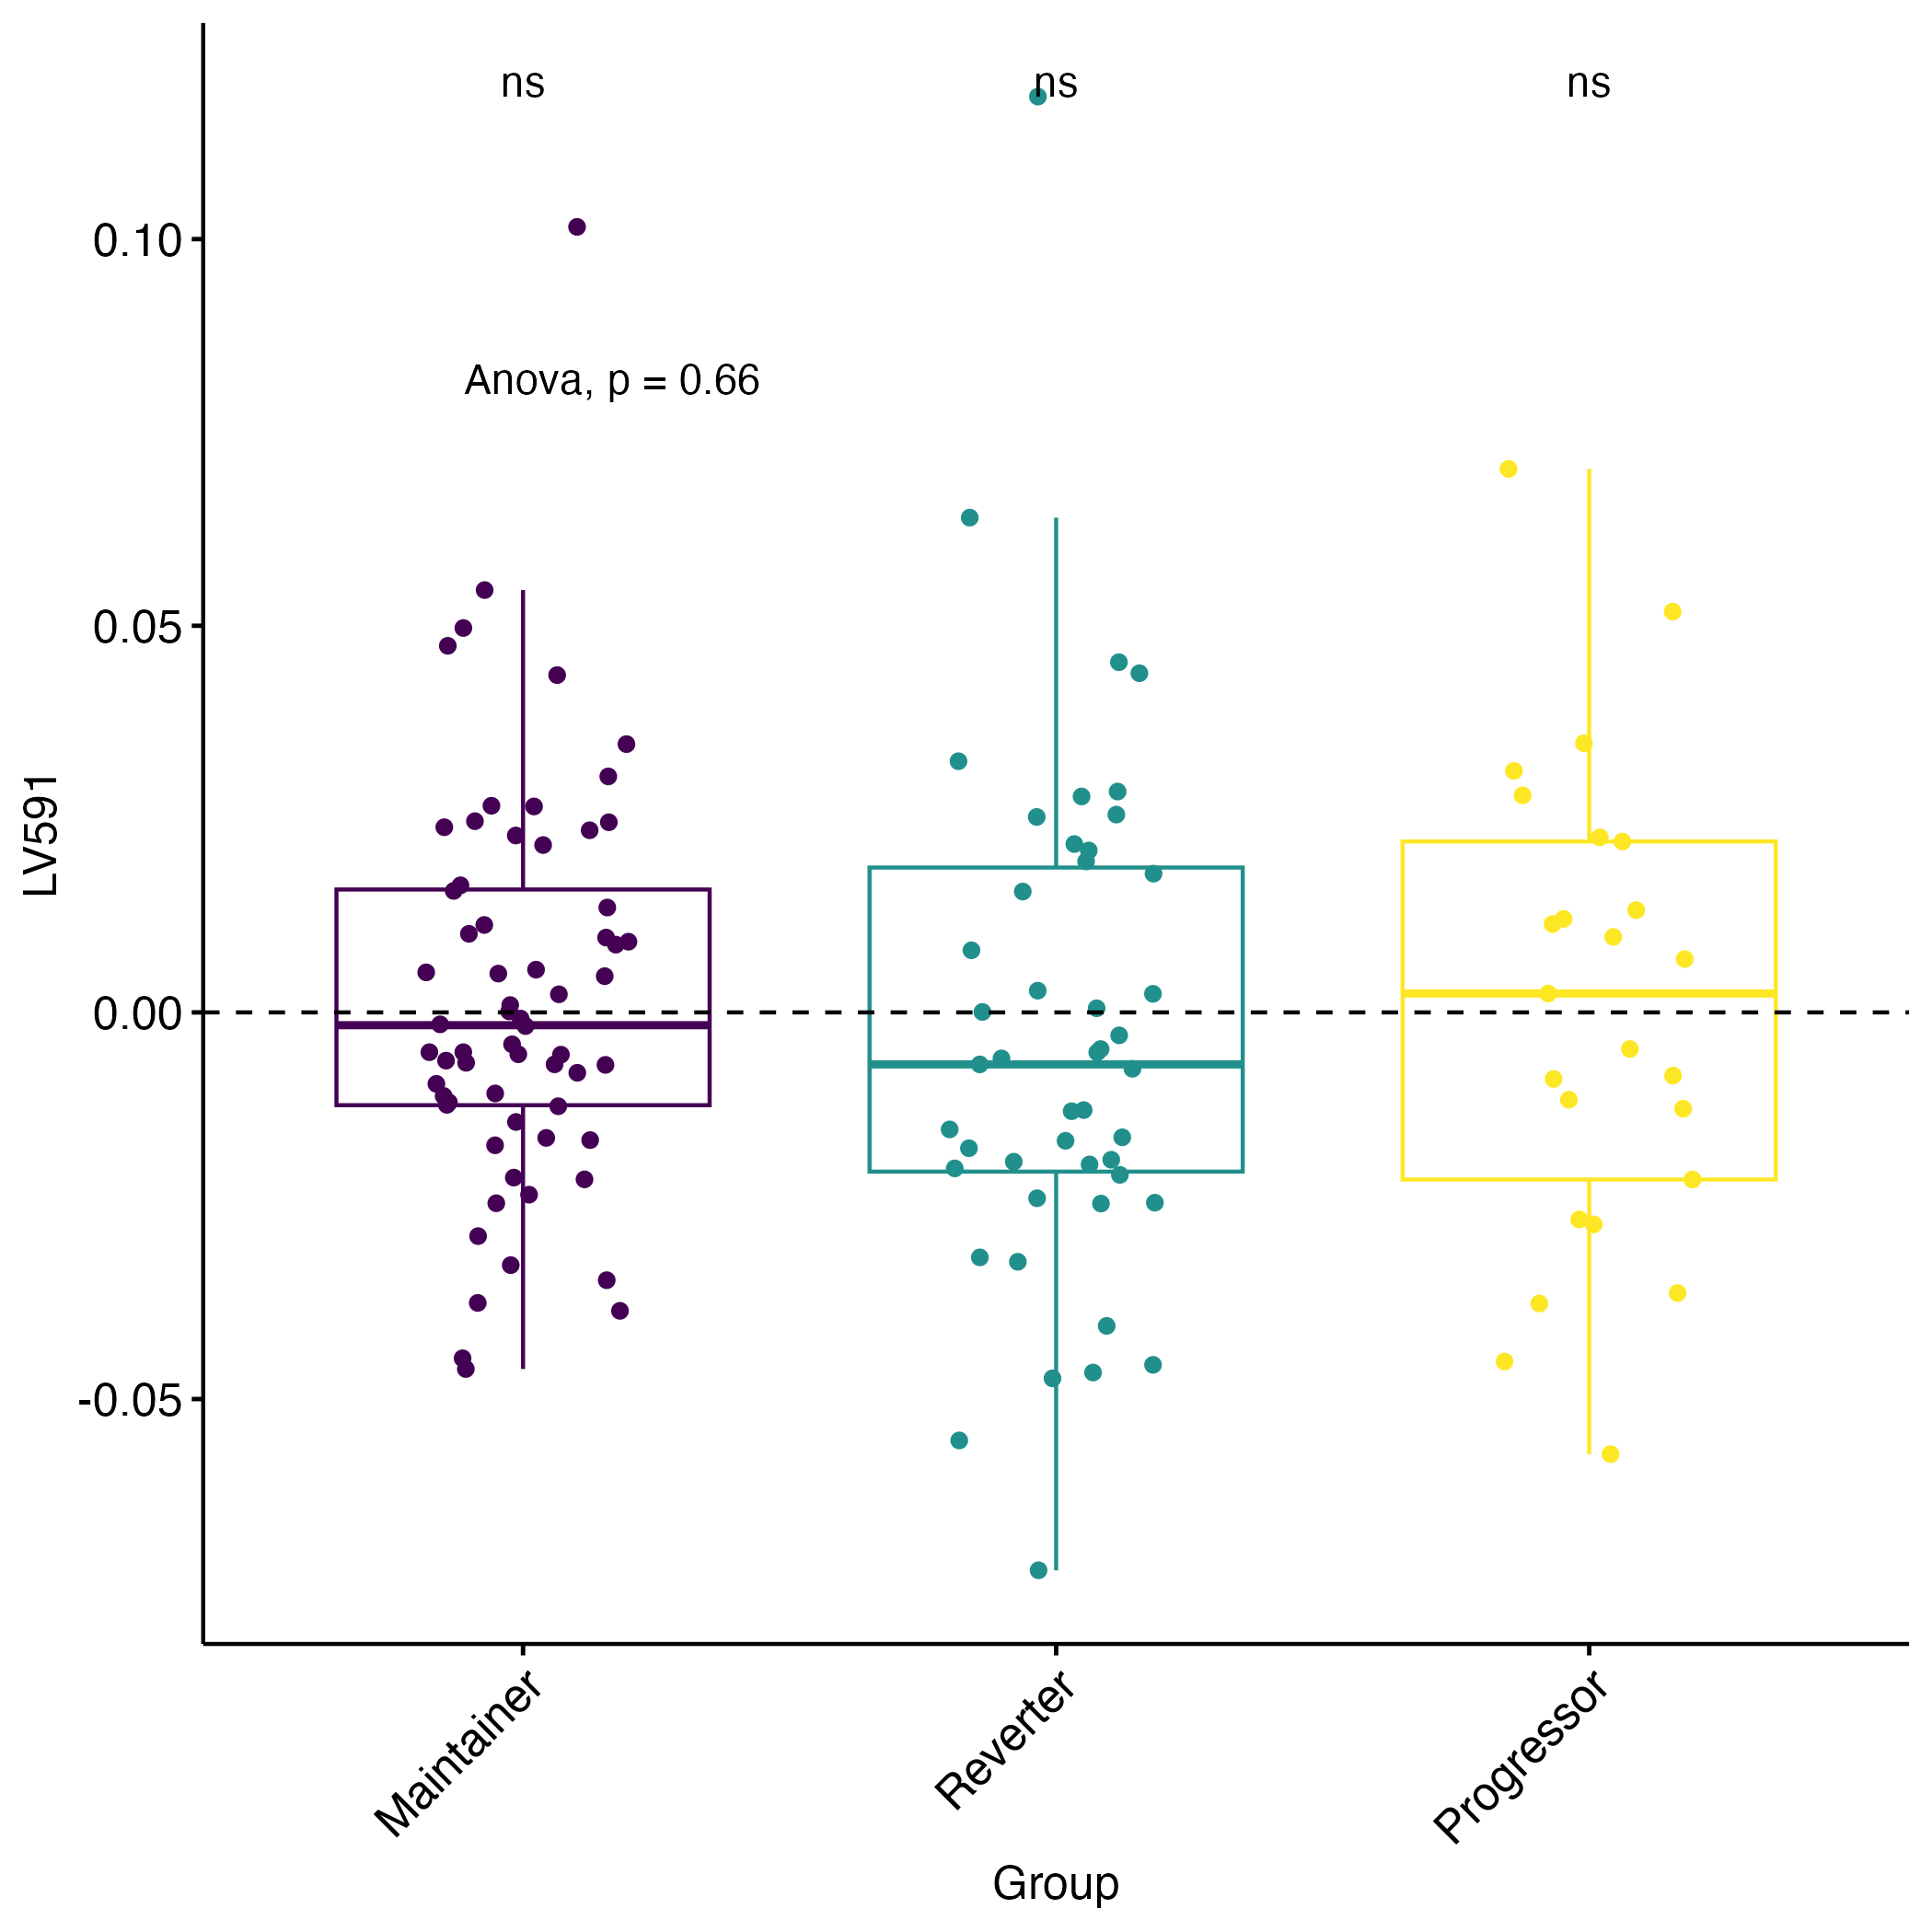 ns ns ns
0.10
Anova, p = 0.66
0.05
LV591
0.00
-0.05
Maintainer Reverter Progressor
Group